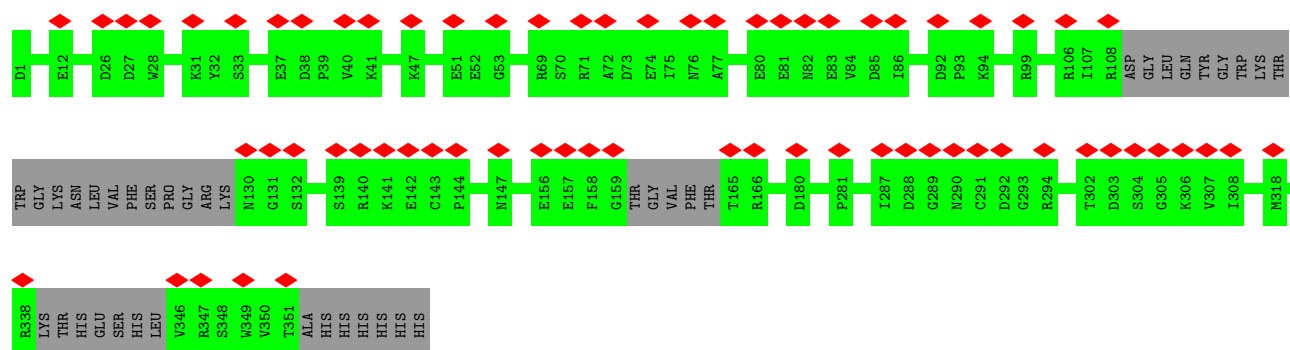 D1 E12 D26 D27 W28 K31 Y32 S33 E37 D38 P39 V40 K41 K47 E51 E52 G53 R69 S70 R71 A72 D73 E74 I75 N76 A77 E80 E81 N82 E83 V84 D85 I86 D92 P93 K94 R99 R106 I107 R108 ASP GLY LEU GLN TYR GLY TRP LYS THR
TRP GLY LYS ASN LEU VAL PHE SER PRO GLY ARG LYS N130 G131 S132 S139 R140 K141 E142 C143 P144 N147 E156 E157 F158 G159 THR GLY VAL PHE THR T165 R166 D180 P281 I287 D288 G289 N290 C291 D292 G293 R294 T302 D303 S304 G305 K306 V307 I308 M318
R338 LYS THR HIS GLU SER HIS LEU V346 R347 S348 W349 V350 T351 ALA HIS HIS HIS HIS HIS HIS